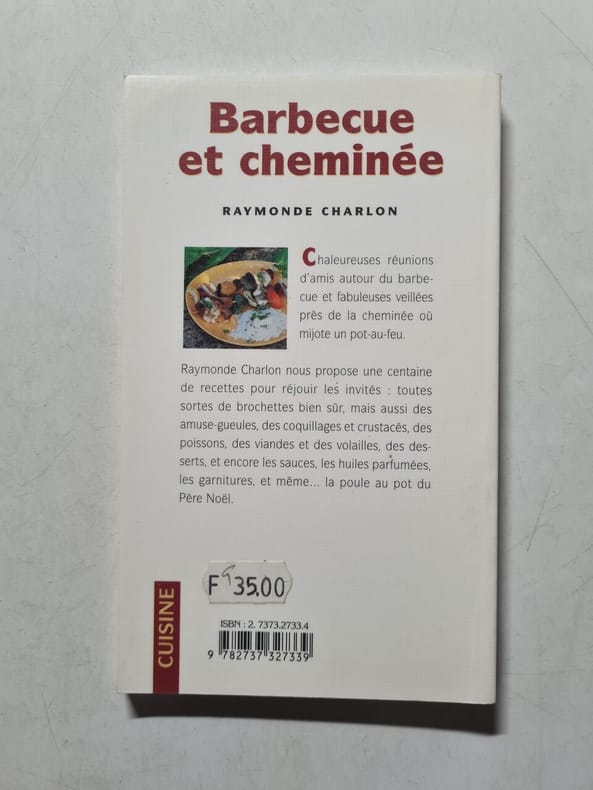 Barbecue
et cheminée
RAYMONDE CHARLON
Chaleureuses réunions
d'amis autour du barbe-
cue et fabuleuses veillées
près de la cheminée où
mijote un pot-au-feu.
Raymonde Charlon nous propose une centaine
de recettes pour réjouir les invités : toutes
sortes de brochettes bien sûr, mais aussi des
amuse-gueules, des coquillages et crustacés, des
poissons, des viandes et des volailles, des des-
serts, et encore les sauces, les huiles parfumées,
les garnitures, et même... la poule au pot du
Père Noël.
F 35.00
CUISINE
ISBN : 2. 7373.2733.4
9 782737 327339